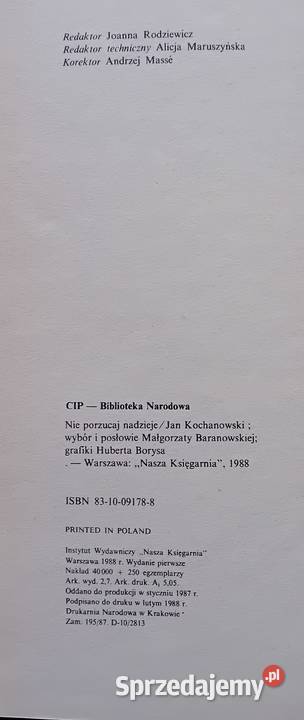 Redaktor Joanna Rodziewicz
Redaktor techniczny Alicja Maruszyńska
Korektor Andrzej Massé
CIP — Biblioteka Narodowa
Nie porzucaj nadzieje/Jan Kochanowski ;
wybór i posłowie Małgorzaty Baranowskiej;
grafiki Huberta Borysa
. — Warszawa: „Nasza Księgarnia", 1988
ISBN 83-10-09178-8
PRINTED IN POLAND
Instytut Wydawniczy „Nasza Księgarnia"
Warszawa 1988 r. Wydanie pierwsze
Nakład 40 000 + 250 egzemplarzy
Ark. wyd. 2,7. Ark. druk. A₁ 5,05.
Oddano do produkcji w styczniu 1987 r.
Podpisano do druku w lutym 1988 r.
Drukarnia Narodowa w Krakowie
Zam. 195/87. D-10/2813
Sprzedajemy.pl